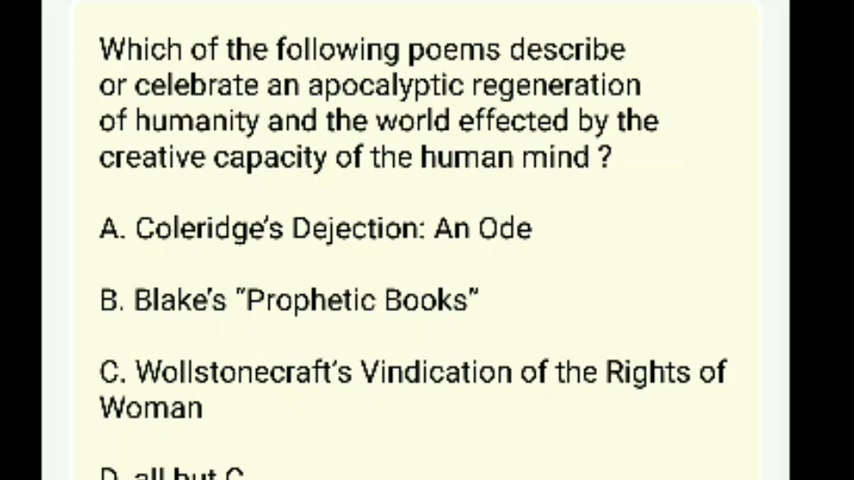 Which of the following poems describe
or celebrate an apocalyptic regeneration
of humanity and the world effected by the
creative capacity of the human mind ?
A. Coleridge's Dejection: An Ode
B. Blake's "Prophetic Books"
C. Wollstonecraft's Vindication of the Rights of
Woman
D. all but C